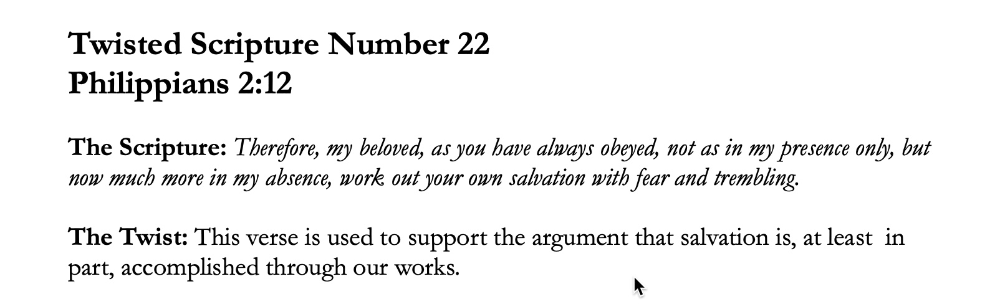 Twisted Scripture Number 22
Philippians 2:12
The Scripture: Therefore, my beloved, as you have always obeyed, not as in my presence only, but
now much more in my absence, work out your own salvation with fear and trembling.
The Twist: This verse is used to support the argument that salvation is, at least  in
part, accomplished through our works.